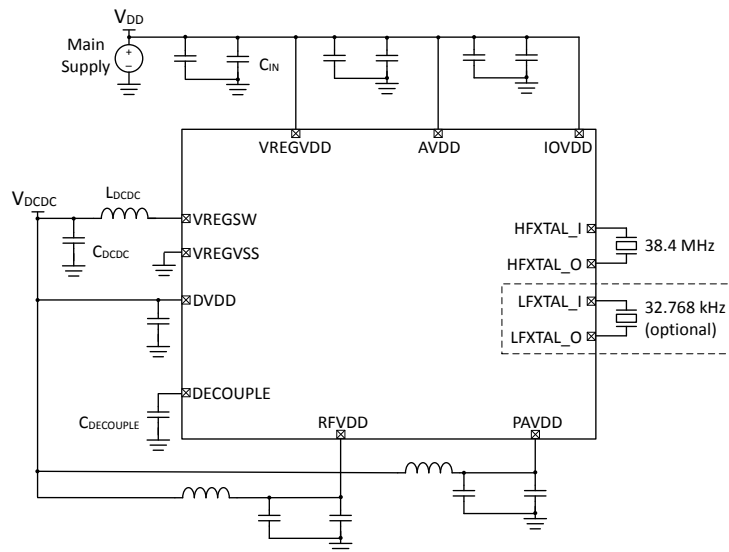 VDD
Main
Supply
CIN
VREGVDD
AVDD
IOVDD
VDCDC
LDCDC
VREGSW
CDCDC
VREGVSS
DVDD
DECOUPLE
CDECOUPLE
RFVDD
PAVDD
HFXTAL_I
HFXTAL_O
38.4 MHz
LFXTAL_I
LFXTAL_O
32.768 kHz
(optional)